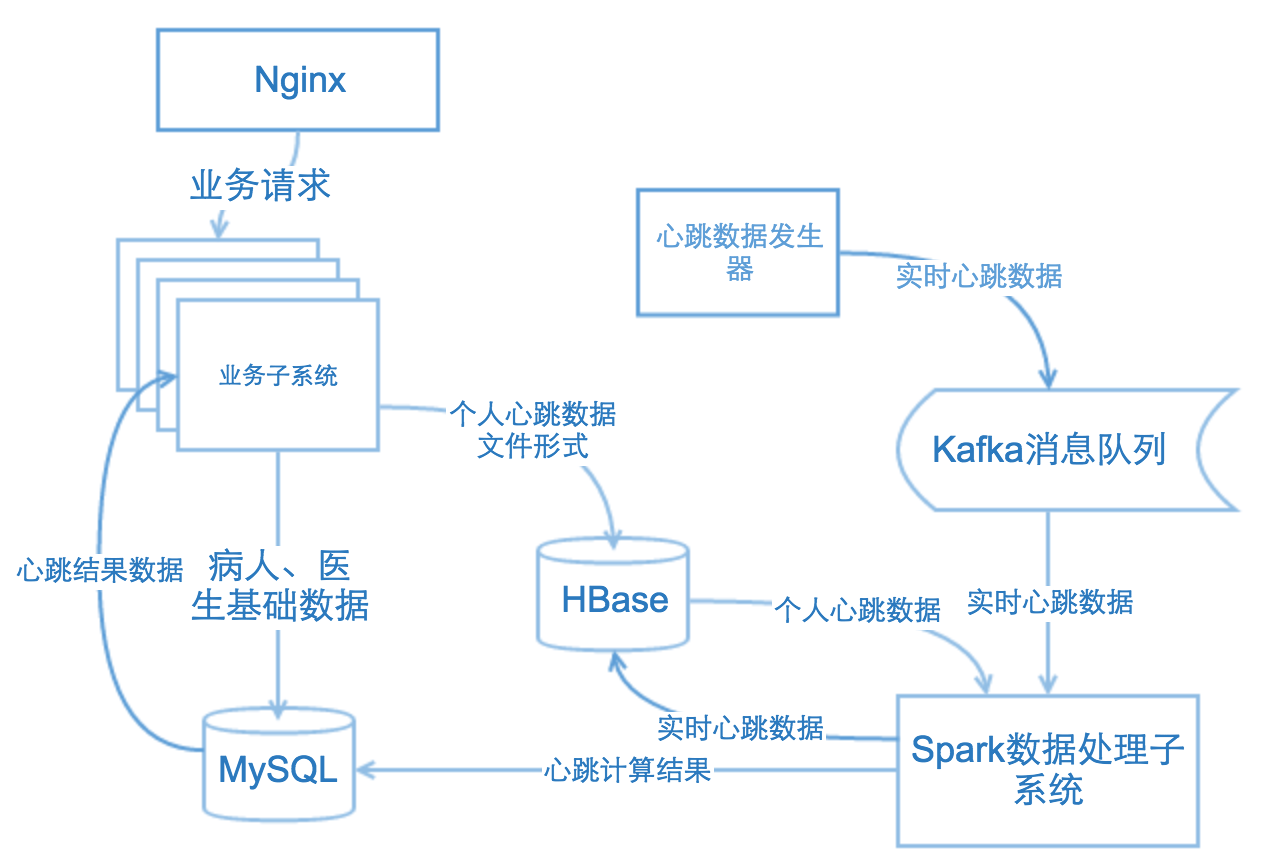 Nginx
业务请求
心跳数据发生
器
实时心跳数据
业务子系统
个人心跳数据
文件形式
Kafka消息队列
心跳结果数据
病人、医
生基础数据
HBase
个人心跳数据
实时心跳数据
实时心跳数据
MySQL
心跳计算结果
Spark数据处理子
系统